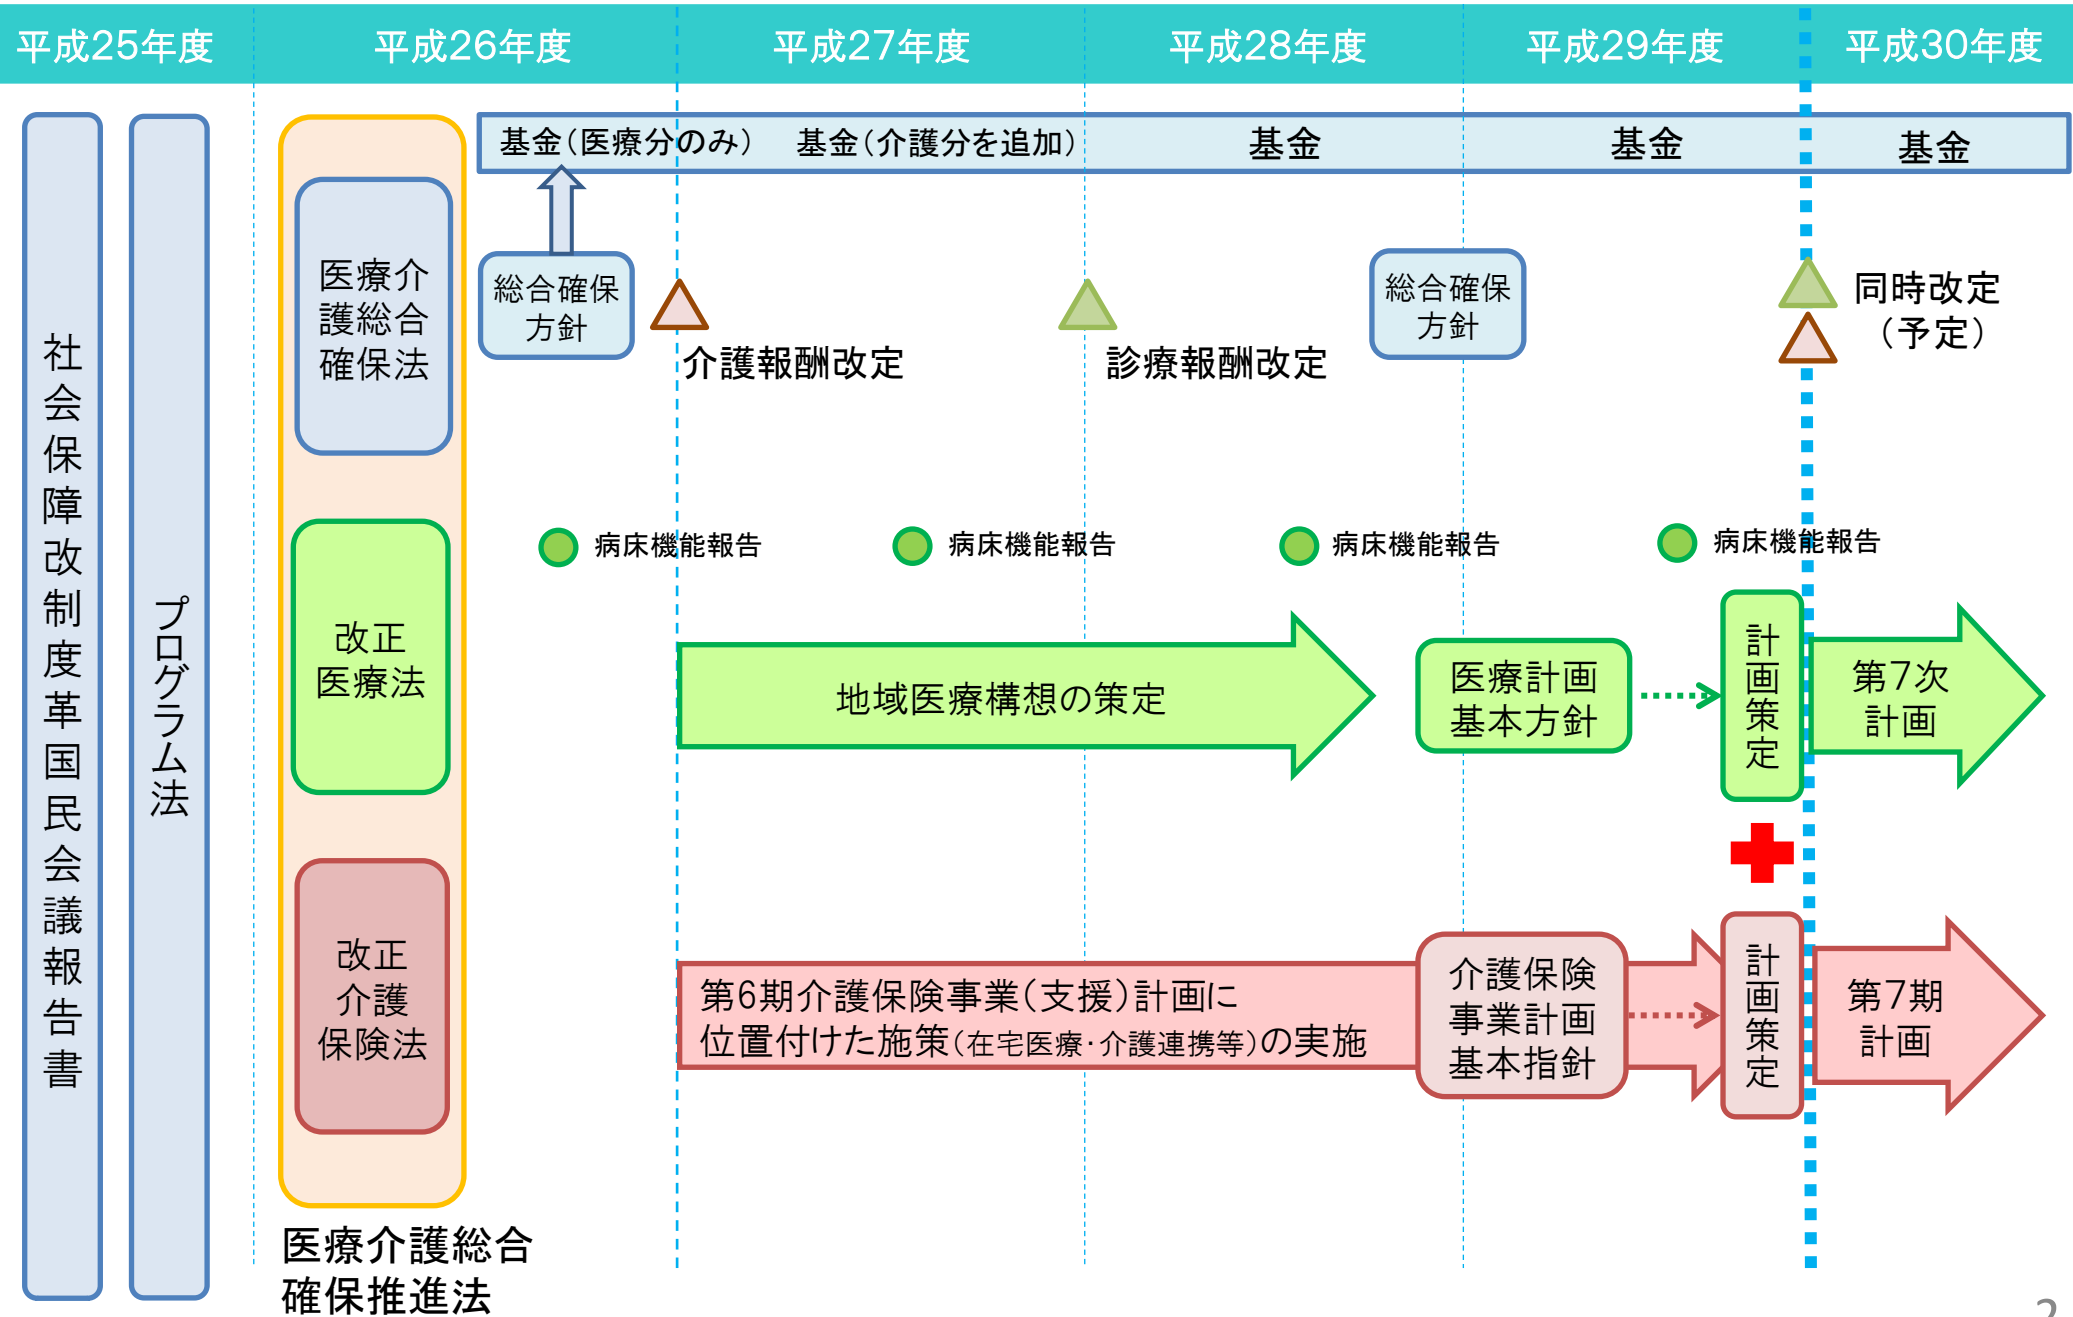 平成25年度
平成26年度
平成27年度
平成28年度
平成29年度
平成30年度
社会保障改制度革国民会議報告書
プログラム法
医療介
護総合
確保法
改正
医療法
改正
介護
保険法
医療介護総合
確保推進法
基金（医療分のみ）
基金（介護分を追加）
基金
基金
基金
総合確保
方針
介護報酬改定
診療報酬改定
総合確保
方針
同時改定
（予定）
病床機能報告
病床機能報告
病床機能報告
病床機能報告
地域医療構想の策定
医療計画
基本方針
計画策定
第7次
計画
第6期介護保険事業（支援）計画に
位置付けた施策（在宅医療・介護連携等）の実施
介護保険
事業計画
基本指針
計画策定
第7期
計画
2